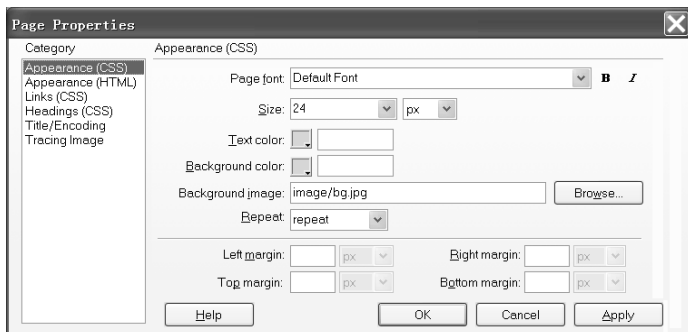 Page Properties
Category
Appearance (CSS)
Appearance (HTML)
Links (CSS)
Headings (CSS)
Title/Encoding
Tracing Image
Appearance (CSS)
Page font: Default Font B I
Size: 24 px
Text color:
Background color:
Background image: image/bg.jpg Browse...
Repeat: repeat
Left margin: px Right margin: px
Top margin: px Bottom margin: px
Help OK Cancel Apply